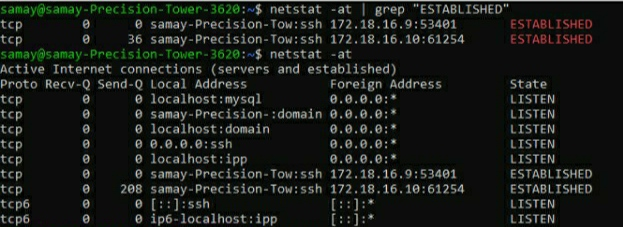 samay@samay-Precision-Tower-3620:~$ netstat -at | grep "ESTABLISHED"
tcp        0      0 samay-Precision-Tow:ssh 172.18.16.9:53401       ESTABLISHED
tcp        0     36 samay-Precision-Tow:ssh 172.18.16.10:61254      ESTABLISHED
samay@samay-Precision-Tower-3620:~$ netstat -at
Active Internet connections (servers and established)
Proto Recv-Q Send-Q Local Address           Foreign Address         State
tcp        0      0 localhost:mysql         0.0.0.0:*               LISTEN
tcp        0      0 samay-Precision-:domain 0.0.0.0:*               LISTEN
tcp        0      0 localhost:domain        0.0.0.0:*               LISTEN
tcp        0      0 0.0.0.0:ssh             0.0.0.0:*               LISTEN
tcp        0      0 localhost:ipp           0.0.0.0:*               LISTEN
tcp        0      0 samay-Precision-Tow:ssh 172.18.16.9:53401       ESTABLISHED
tcp        0    208 samay-Precision-Tow:ssh 172.18.16.10:61254      ESTABLISHED
tcp6       0      0 [::]:ssh                [::]:*                  LISTEN
tcp6       0      0 ip6-localhost:ipp       [::]:*                  LISTEN